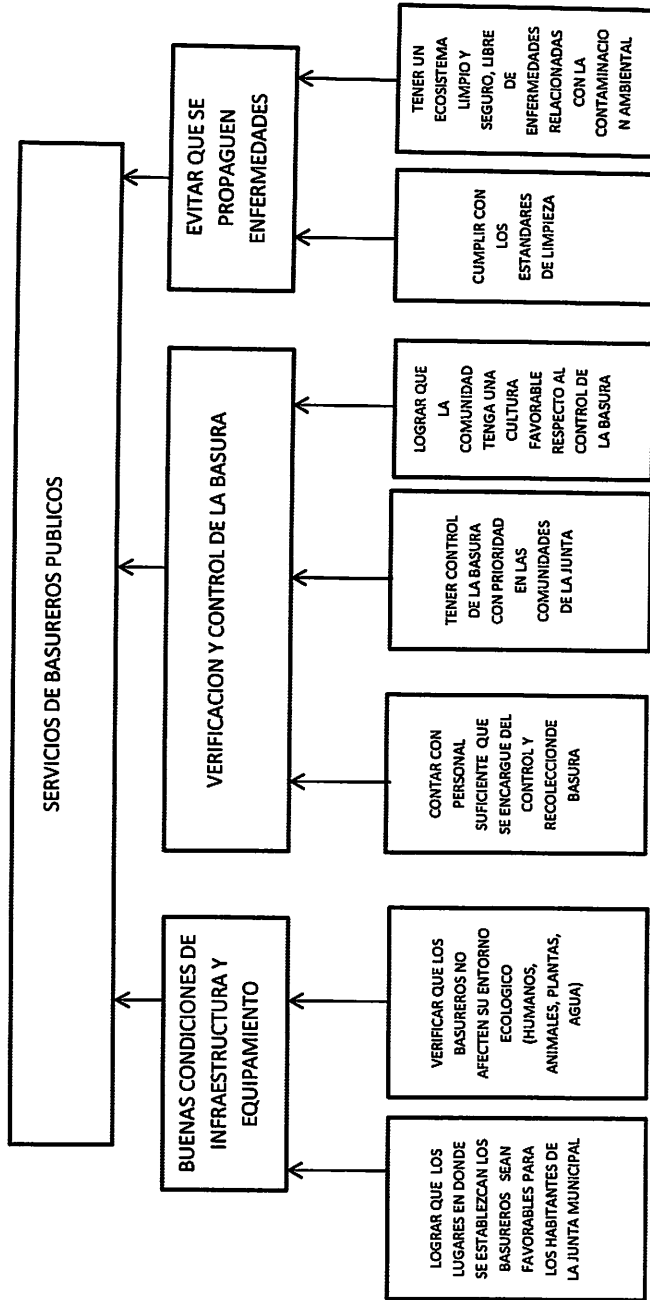 SERVICIOS DE BASUREROS PUBLICOS
BUENAS CONDICIONES DE
INFRAESTRUCTURA Y
EQUIPAMIENTO
VERIFICACION Y CONTROL DE LA BASURA
EVITAR QUE SE
PROPAGUEN
ENFERMEDADES
LOGRAR QUE LOS
LUGARES EN DONDE
SE ESTABLEZCAN LOS
BASUREROS SEAN
FAVORABLES PARA
LOS HABITANTES DE
LA JUNTA MUNICIPAL
VERIFICAR QUE LOS
BASUREROS NO
AFECTEN SU ENTORNO
ECOLOGICO
(HUMANOS,
ANIMALES, PLANTAS,
AGUA)
CONTAR CON
PERSONAL
SUFICIENTE QUE
SE ENCARGUE DEL
CONTROL Y
RECOLECCIONDE
BASURA
TENER CONTROL
DE LA BASURA
CON PRIORIDAD
EN LAS
COMUNIDADES
DE LA JUNTA
LOGRAR QUE
LA
COMUNIDAD
TENGA UNA
CULTURA
FAVORABLE
RESPECTO AL
CONTROL DE
LA BASURA
CUMPLIR CON
LOS
ESTANDARES
DE LIMPIEZA
TENER UN
ECOSISTEMA
LIMPIO Y
SEGURO, LIBRE
DE
ENFERMEDADES
RELACIONADAS
CON LA
CONTAMINACIO
N AMBIENTAL